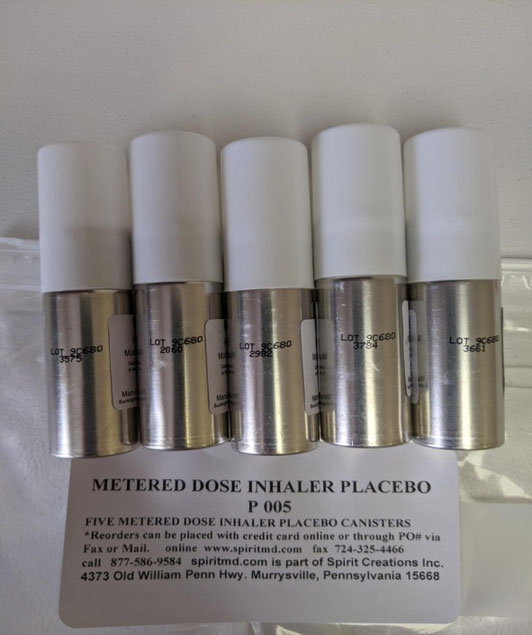 LOT 9C680
3575
LOT 9C680
2060
LOT 9C680
2982
LOT 9C680
3784
LOT 9C680
3661
METERED DOSE INHALER PLACEBO
P 005
FIVE METERED DOSE INHALER PLACEBO CANISTERS
*Reorders can be placed with credit card online or through PO# via
Fax or Mail. online www.spiritmd.com fax 724-325-4466
call 877-586-9584 spiritmd.com is part of Spirit Creations Inc.
4373 Old William Penn Hwy. Murrysville, Pennsylvania 15668